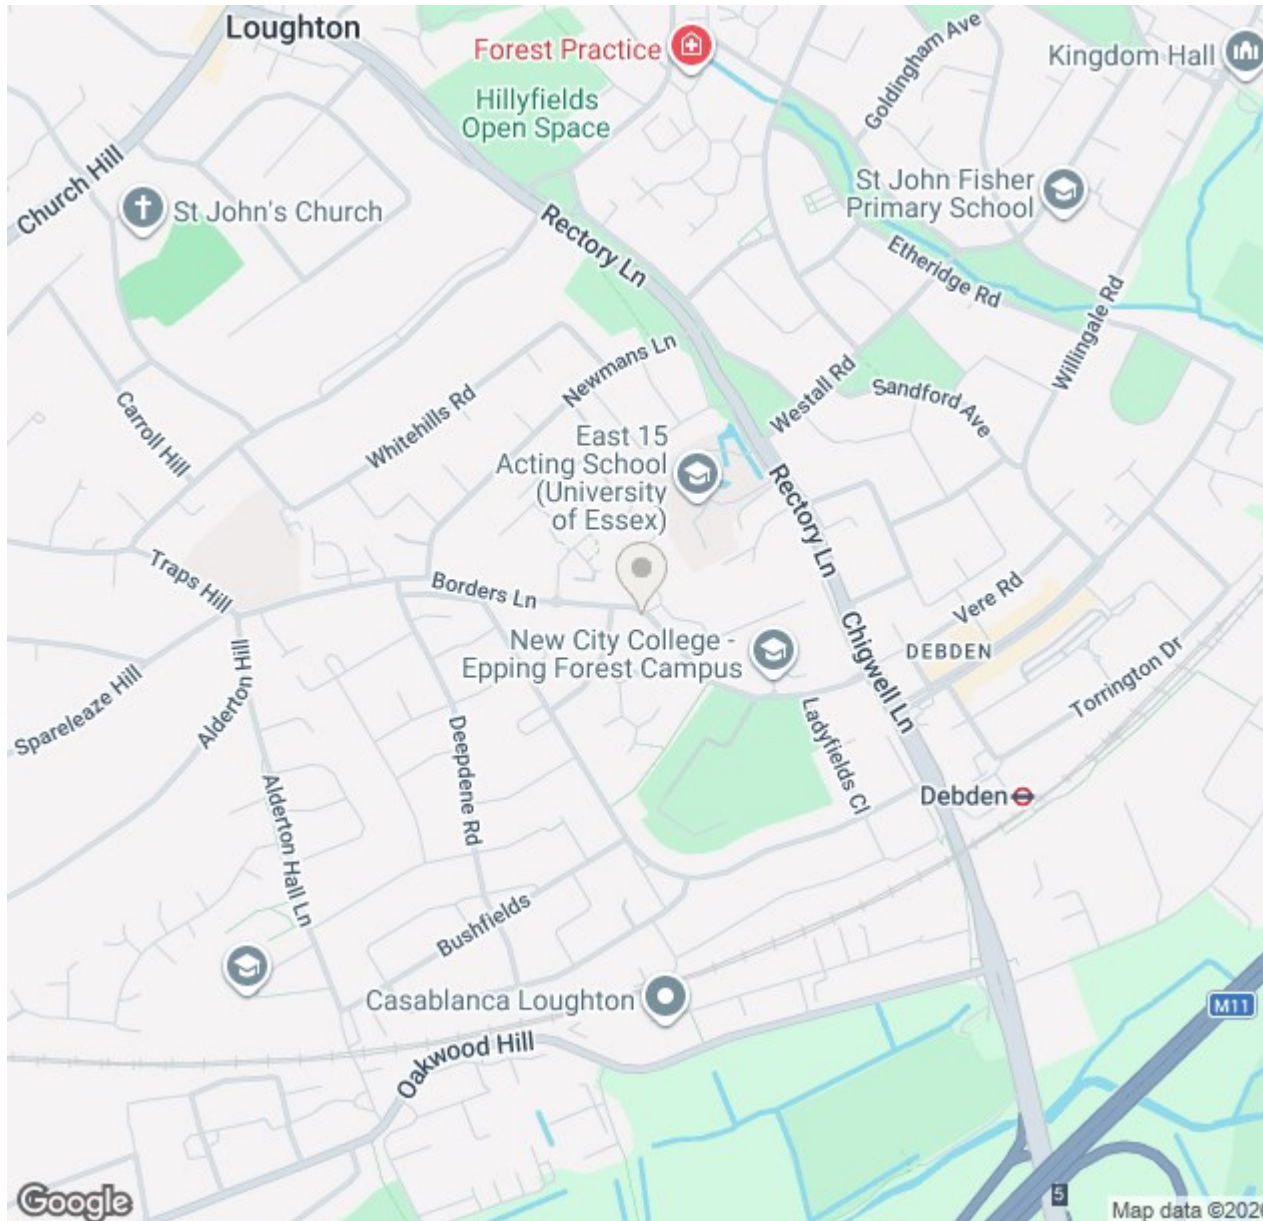 Loughton
Forest Practice
Goldingham Ave
Kingdom Hall
Hillyfields
Open Space
Church Hill
St John's Church
St John Fisher
Primary School
Rectory Ln
Etheridge Rd
Willingale Rd
Newmans Ln
Whitehills Rd
Westall Rd
Sandford Ave
Carroll Hill
East 15
Acting School
(University
of Essex)
Rectory Ln
Traps Hill
Borders Ln
Vere Rd
New City College -
Epping Forest Campus
Chigwell Ln
DEBDEN
Torrington Dr
Alderton Hill
Spareleaze Hill
Deepdene Rd
Ladyfields Cl
Alderton Hall Ln
Debden
Bushfields
Casablanca Loughton
M11
Oakwood Hill
5
Google
Map data ©2026